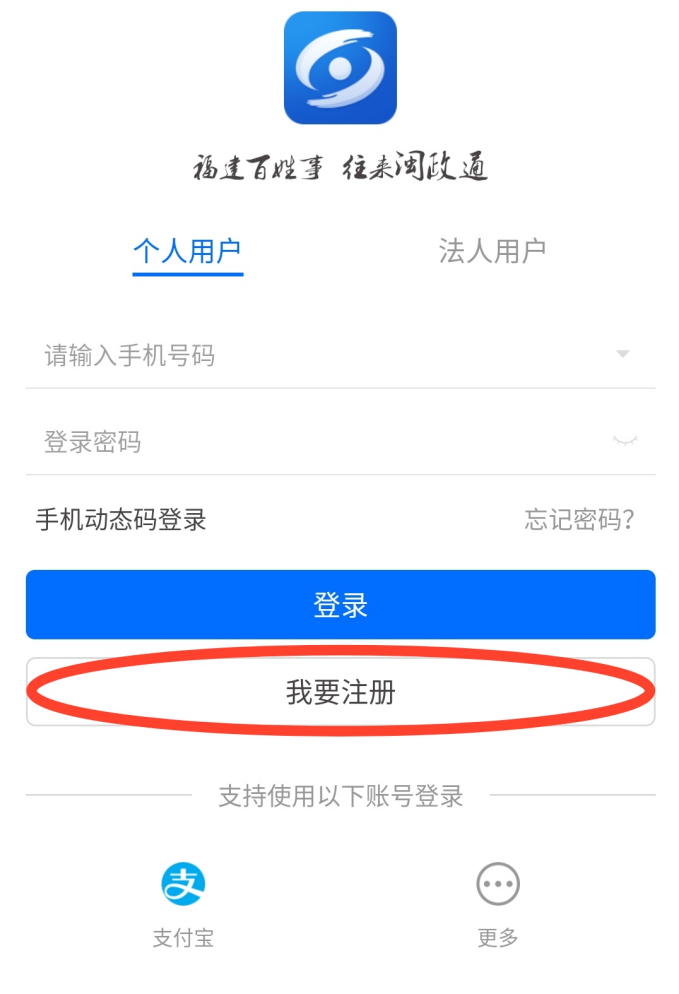 福建百姓事 往来闽政通
个人用户 法人用户
请输入手机号码
登录密码
手机动态码登录 忘记密码？
登录
我要注册
支持使用以下账号登录
支
支付宝 更多